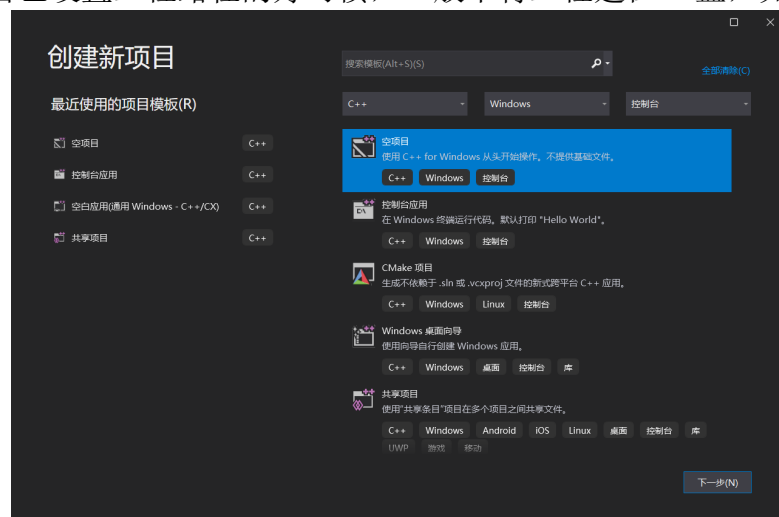 创建新项目
搜索模板(Alt+S)(S)
全部清除(C)
最近使用的项目模板(R)
C++ Windows 控制台
空项目 C++
控制台应用 C++
空白应用(通用 Windows - C++/CX) C++
共享项目 C++
空项目
使用 C++ for Windows 从头开始操作。不提供基础文件。
C++ Windows 控制台
控制台应用
在 Windows 终端运行代码。默认打印 "Hello World"。
C++ Windows 控制台
CMake 项目
生成不依赖于 .sln 或 .vcxproj 文件的新式跨平台 C++ 应用。
C++ Windows Linux 控制台
Windows 桌面向导
使用向导自行创建 Windows 应用。
C++ Windows 桌面 控制台 库
共享项目
使用"共享条目"项目在多个项目之间共享文件。
C++ Windows Android iOS Linux 桌面 控制台 库
UWP 游戏 移动
下一步(N)